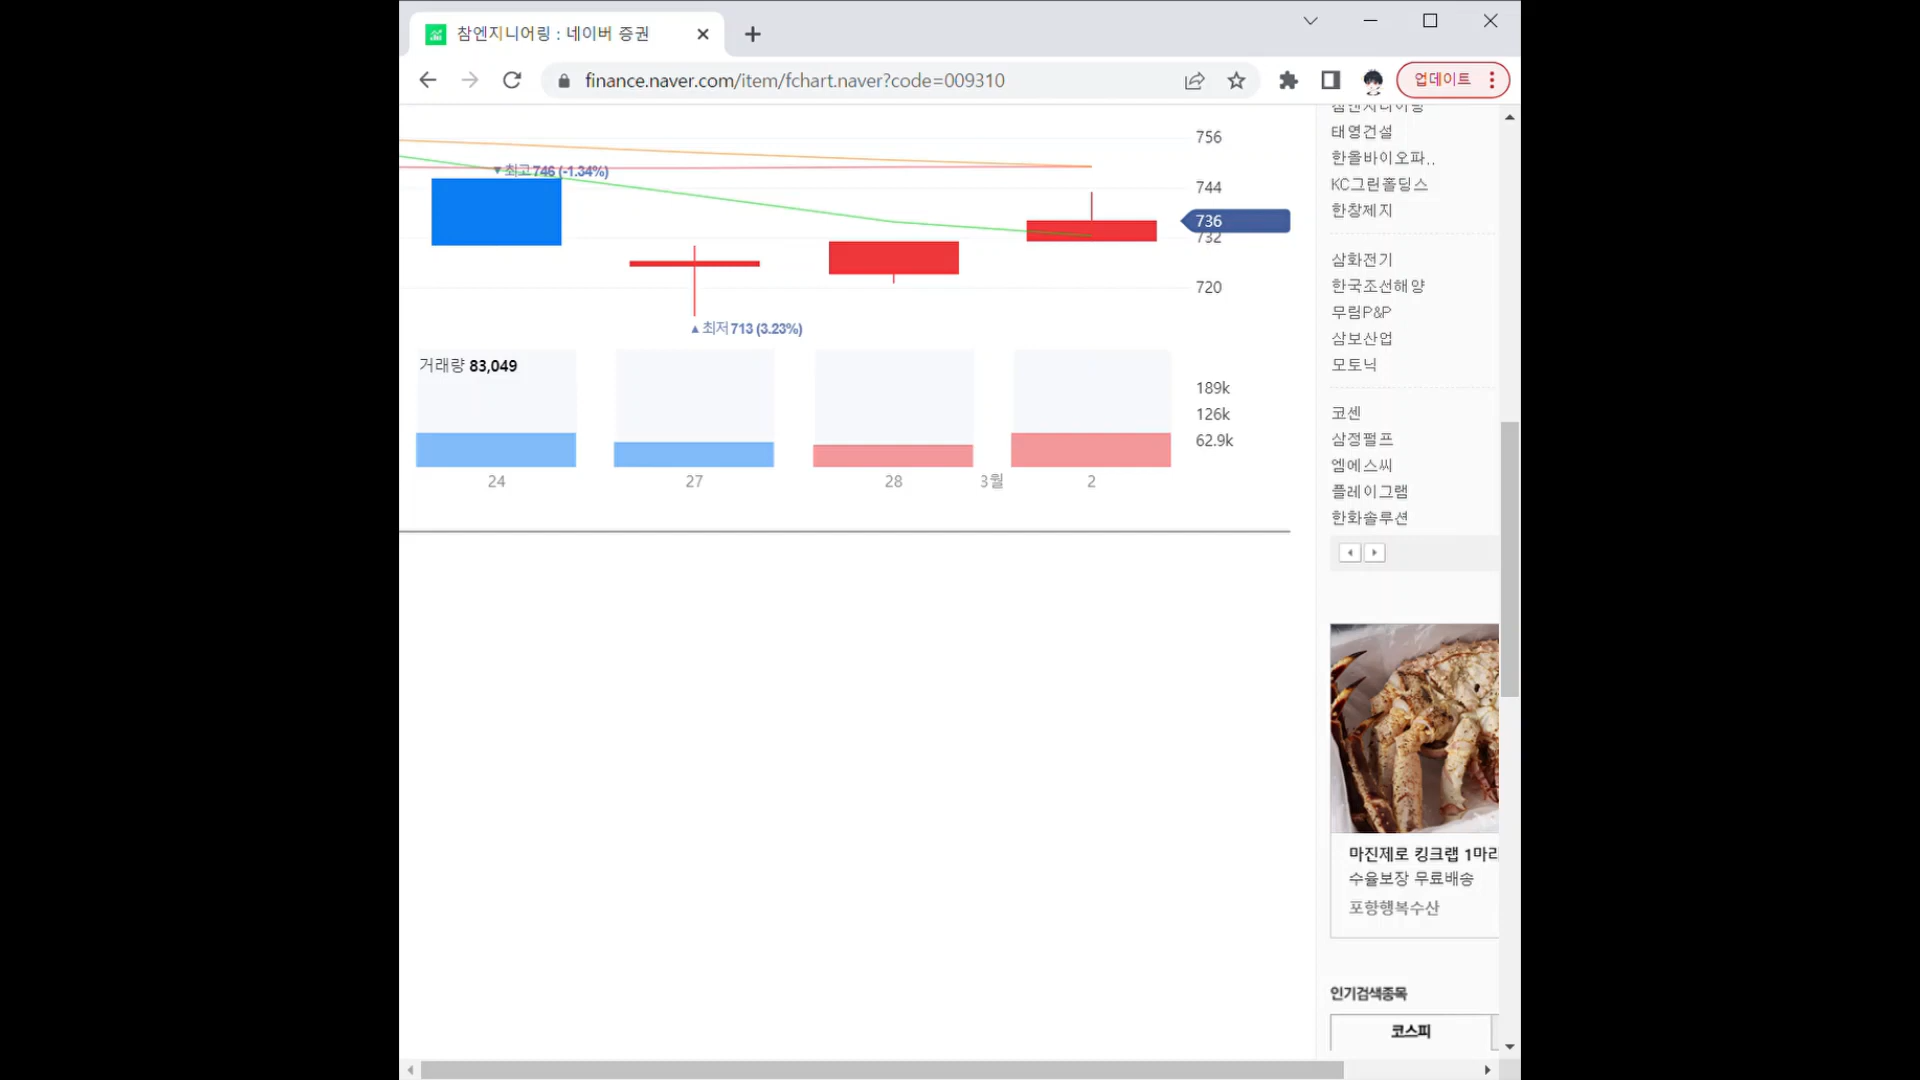 참엔지니어링 : 네이버 증권
finance.naver.com/item/fchart.naver?code=009310
업데이트
756
▼최고 746 (-1.34%)
744
736
732
720
▲최저 713 (3.23%)
거래량 83,049
189k
126k
62.9k
24
27
28
3월
2
참엔지니어링
태영건설
한올바이오파..
KC그린홀딩스
한창제지
삼화전기
한국조선해양
무림P&P
삼보산업
모토닉
코센
삼정펄프
엠에스씨
플레이그램
한화솔루션
마진제로 킹크랩 1마리
수율보장 무료배송
포항행복수산
인기검색종목
코스피